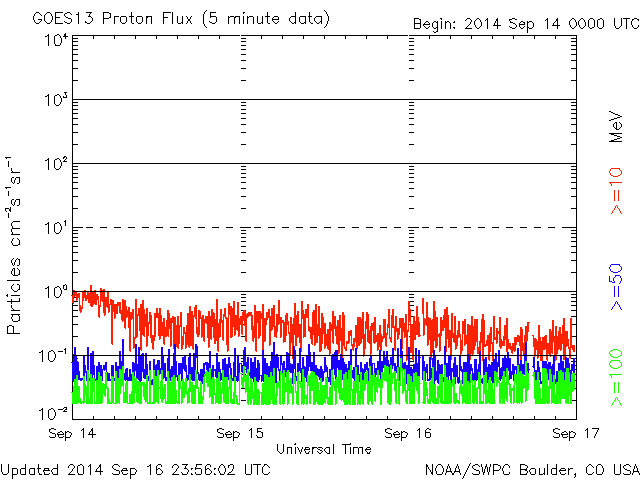 GOES13 Proton Flux (5 minute data)
Begin: 2014 Sep 14 0000 UTC
Particles cm⁻²s⁻¹sr⁻¹
10⁴
10³
10²
10¹
10⁰
10⁻¹
10⁻²
Sep 14
Sep 15
Sep 16
Sep 17
Universal Time
MeV
>=10
>=50
>=100
Updated 2014 Sep 16 23:56:02 UTC
NOAA/SWPC Boulder, CO USA